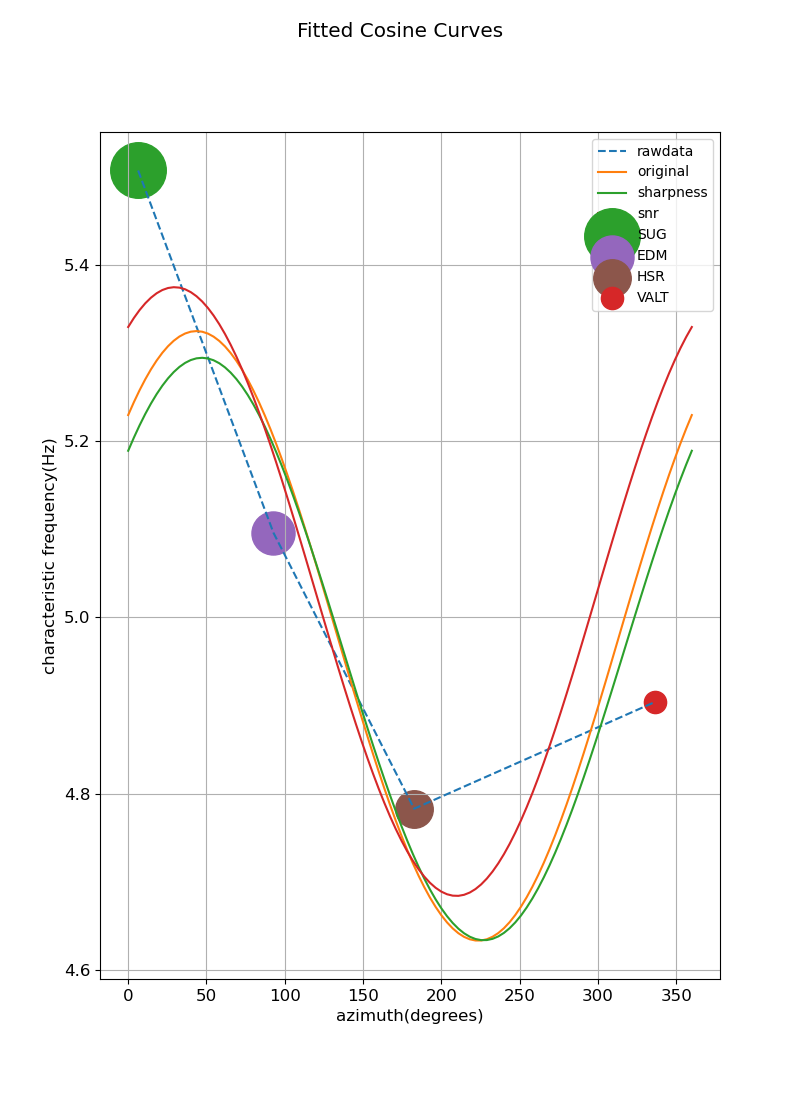 Fitted Cosine Curves
rawdata
original
sharpness
snr
SUG
EDM
HSR
VALT
characteristic frequency(Hz)
5.4
5.2
5.0
4.8
4.6
0 50 100 150 200 250 300 350
azimuth(degrees)